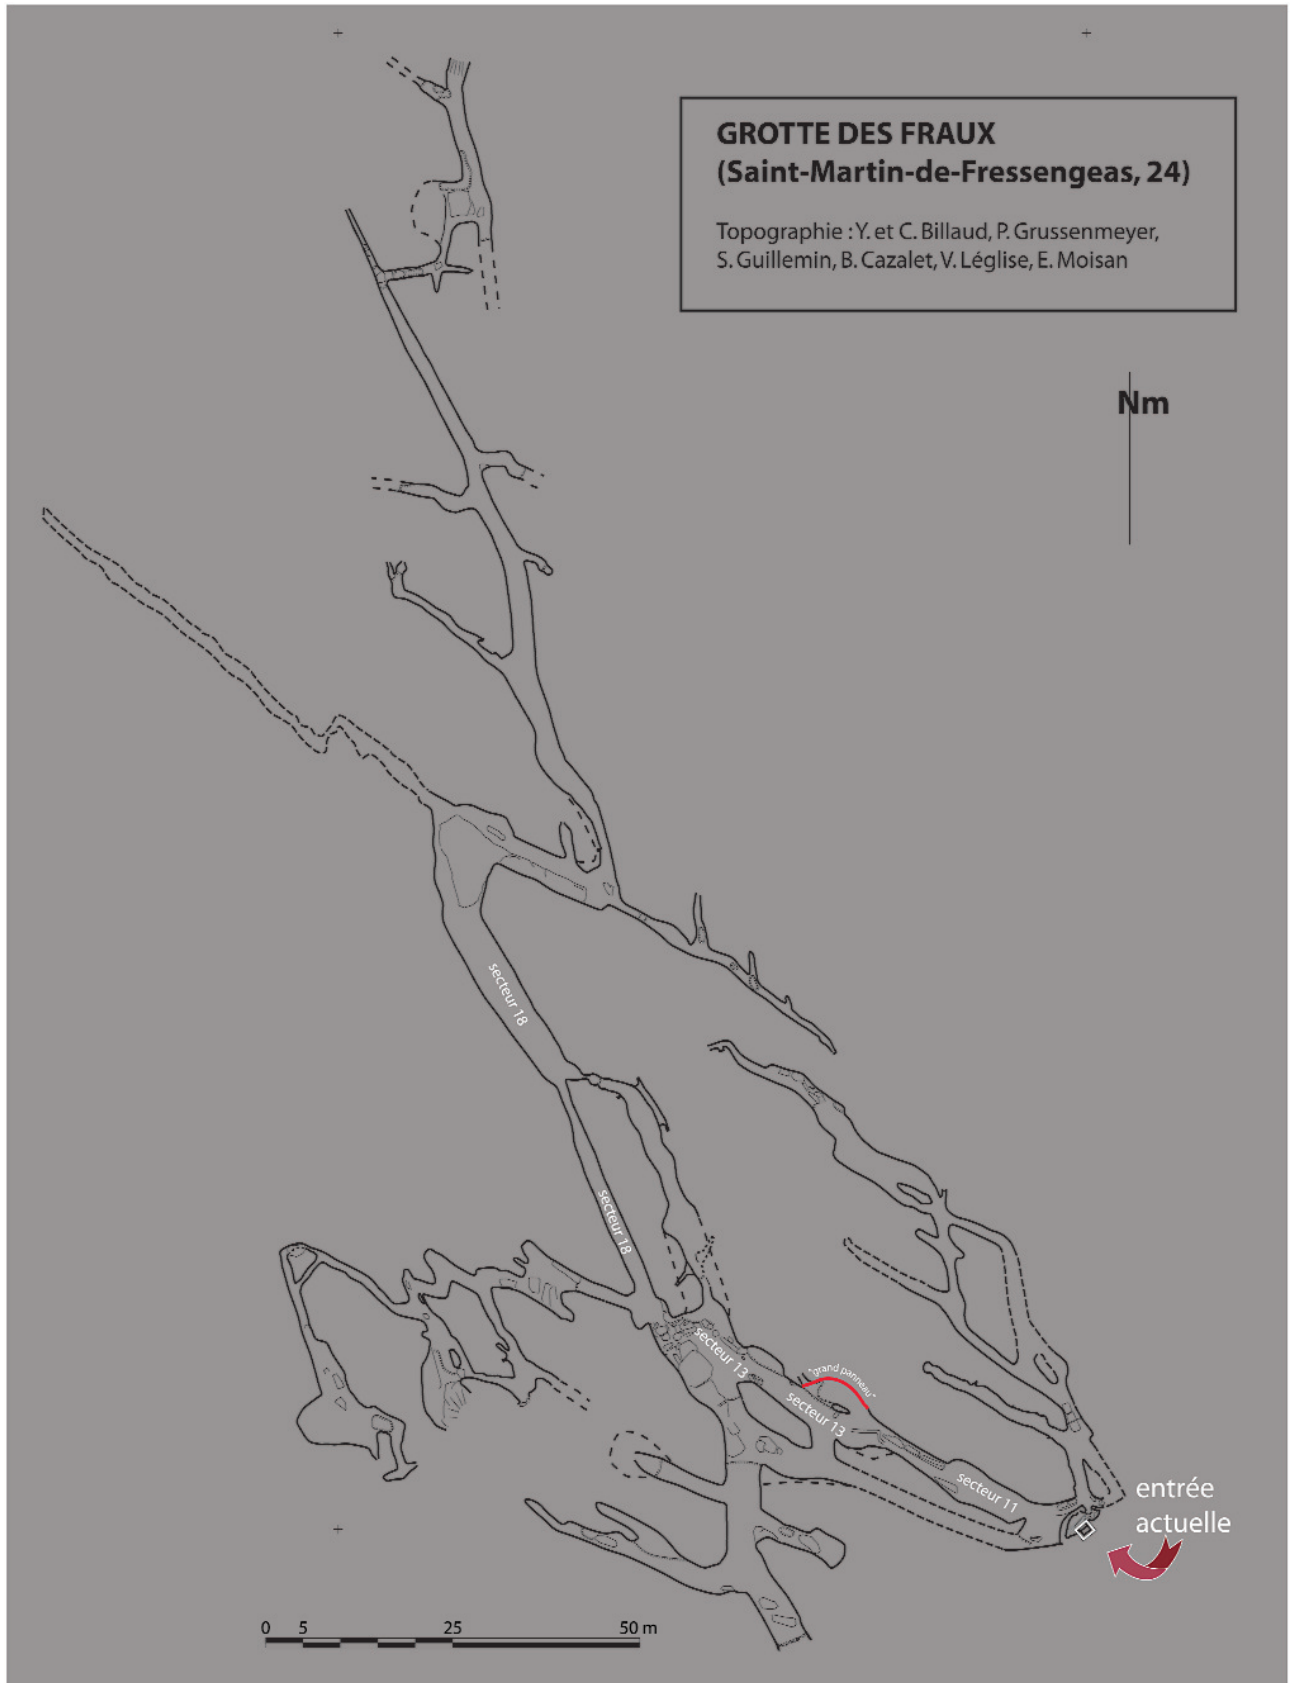 GROTTE DES FRAUX
(Saint-Martin-de-Fressengeas, 24)
Topographie : Y. et C. Billaud, P. Grussenmeyer,
S. Guillemin, B. Cazalet, V. Léglise, E. Moisan
Nm
secteur 18
secteur 18
secteur 13
"grand panneau"
secteur 13
secteur 11
entrée
actuelle
0 5 25 50 m